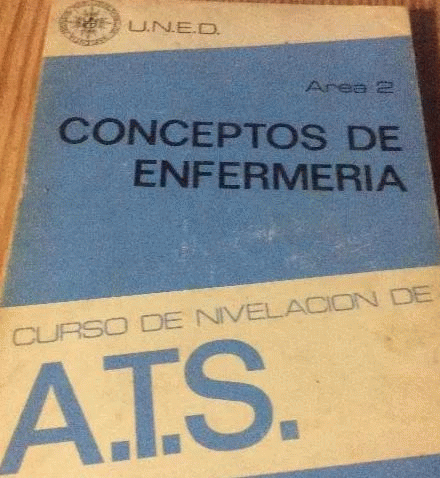 U.N.E.D.
Area 2
CONCEPTOS DE
ENFERMERIA
CURSO DE NIVELACION DE
A.T.S.